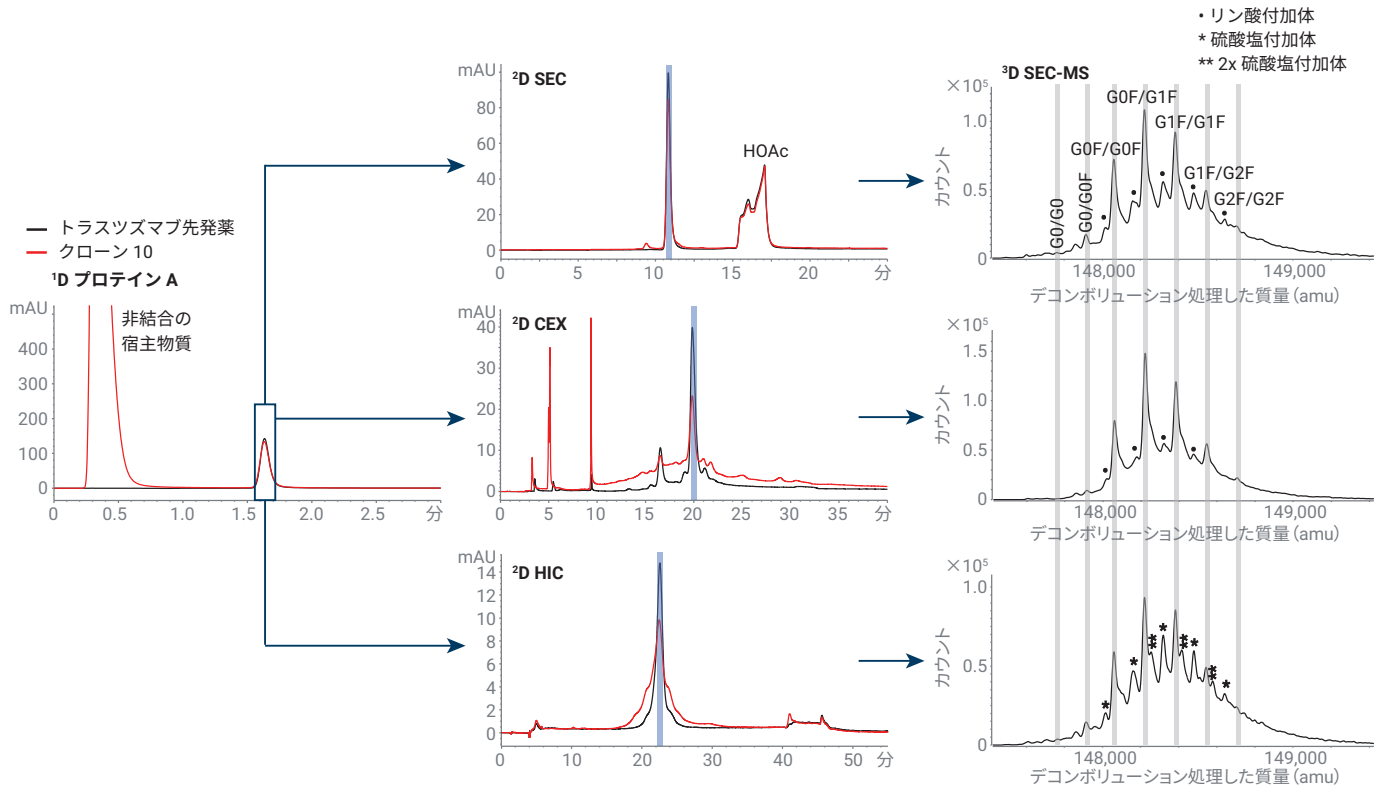 • リン酸付加体
* 硫酸塩付加体
** 2x 硫酸塩付加体
トラスツズマブ先発薬
クローン 10
¹D プロテイン A
mAU
非結合の
宿主物質
400
300
200
100
0
0 0.5 1.0 1.5 2.0 2.5 分
mAU
²D SEC
HOAc
80
60
40
20
0
0 5 10 15 20 分
mAU
²D CEX
40
30
20
10
0
0 5 10 15 20 25 30 35 分
mAU
²D HIC
14
12
10
8
6
4
2
0
0 10 20 30 40 50 分
³D SEC-MS
×10⁵
カウント
1.0
0.5
0
G0/G0
G0/G0F
G0F/G0F
G0F/G1F
G1F/G1F
G1F/G2F
G2F/G2F
• • • • •
148,000 149,000
デコンボリューション処理した質量 (amu)
×10⁵
カウント
1.5
1.0
0.5
0
• • • •
148,000 149,000
デコンボリューション処理した質量 (amu)
×10⁵
カウント
1.0
0.5
0
* * ** * ** * ** *
148,000 149,000
デコンボリューション処理した質量 (amu)